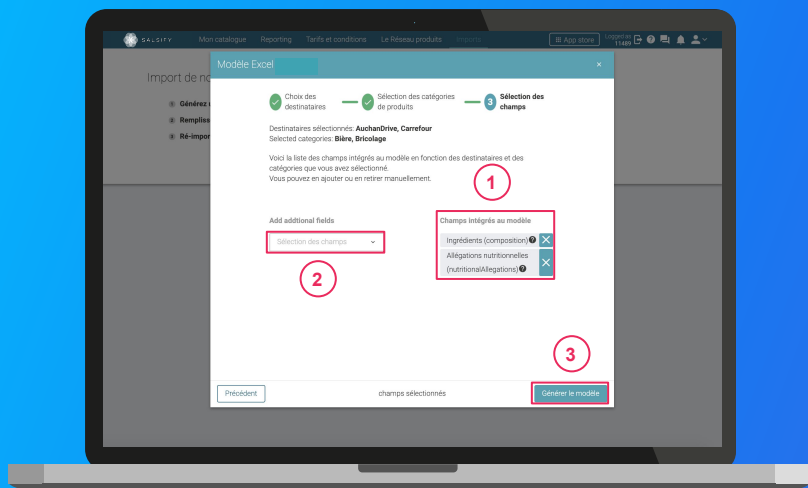 SALSIFY Mon catalogue Reporting Tarifs et conditions Le Réseau produits Imports App store Logged as 11489
Import de no
Générez
Rempliss
Ré-impor
Modèle Excel ×
Choix des destinataires
Sélection des catégories de produits
3 Sélection des champs
Destinataires sélectionnés: AuchanDrive, Carrefour
Selected categories: Bière, Bricolage
Voici la liste des champs intégrés au modèle en fonction des destinataires et des
catégories que vous avez sélectionné.
Vous pouvez en ajouter ou en retirer manuellement.
1
Add addtional fields
Sélection des champs
2
Champs intégrés au modèle
Ingrédients (composition)
Allégations nutritionnelles
(nutritionalAllegations)
3
Précédent
champs sélectionnés
Générer le modèle